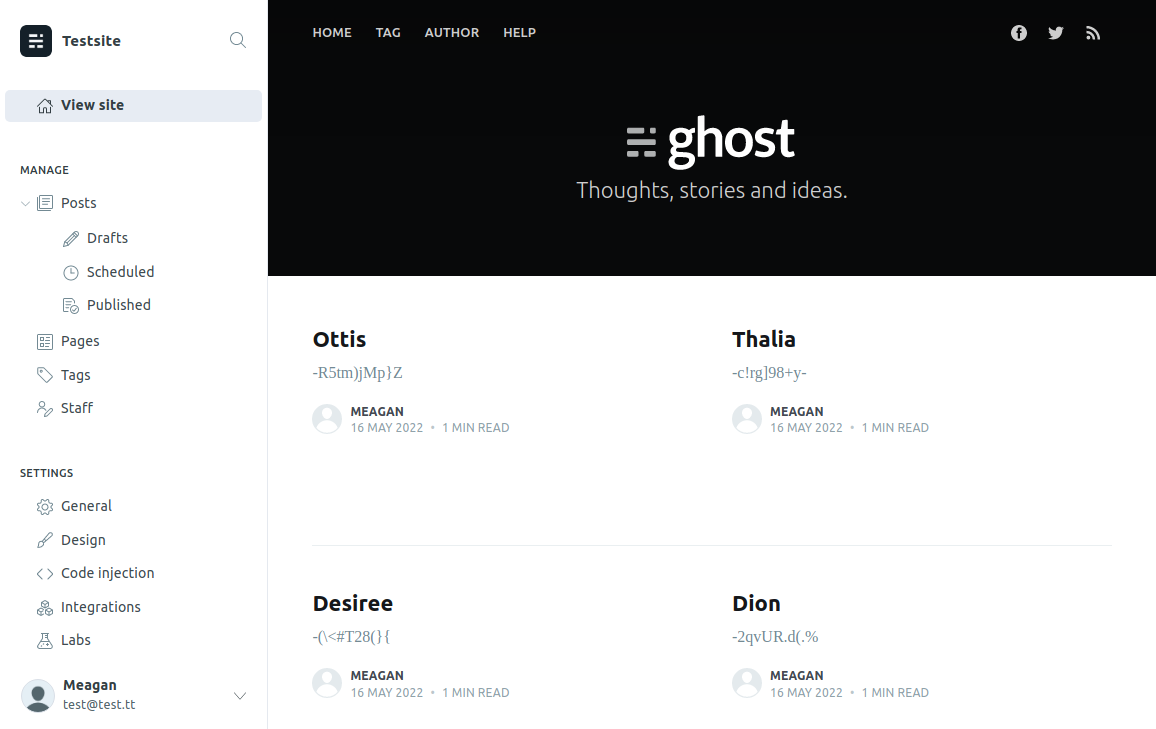 Testsite
View site
MANAGE
Posts
Drafts
Scheduled
Published
Pages
Tags
Staff
SETTINGS
General
Design
Code injection
Integrations
Labs
Meagan
test@test.tt
HOME TAG AUTHOR HELP
ghost
Thoughts, stories and ideas.
Ottis
-R5tm)jMp}Z
MEAGAN
16 MAY 2022 • 1 MIN READ
Thalia
-c!rg]98+y-
MEAGAN
16 MAY 2022 • 1 MIN READ
Desiree
-(\<#T28(}{
MEAGAN
16 MAY 2022 • 1 MIN READ
Dion
-2qvUR.d(.%
MEAGAN
16 MAY 2022 • 1 MIN READ